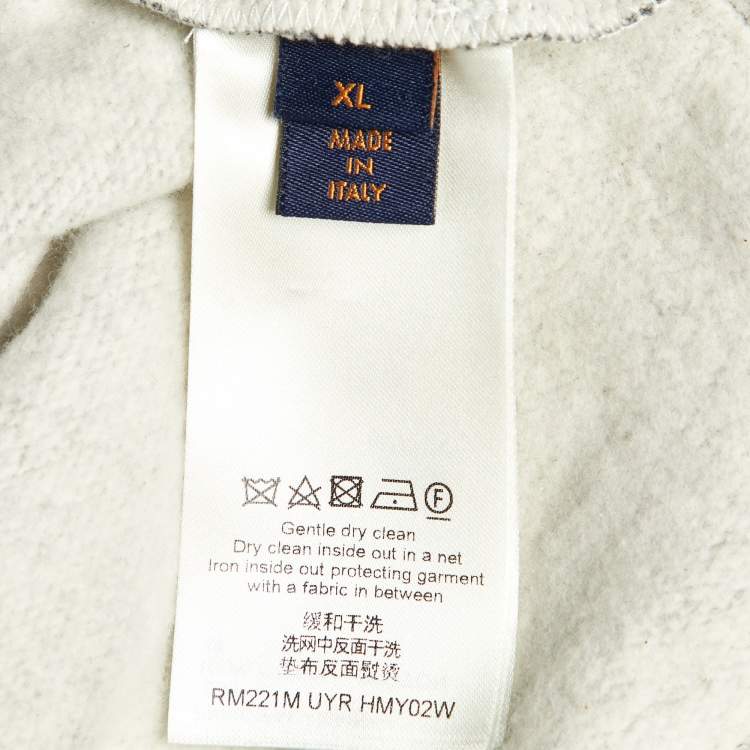 XL
MADE
IN
ITALY
F
Gentle dry clean
Dry clean inside out in a net
Iron inside out protecting garment
with a fabric in between
缓和干洗
洗网中反面干洗
垫布反面熨烫
RM221M UYR HMY02W